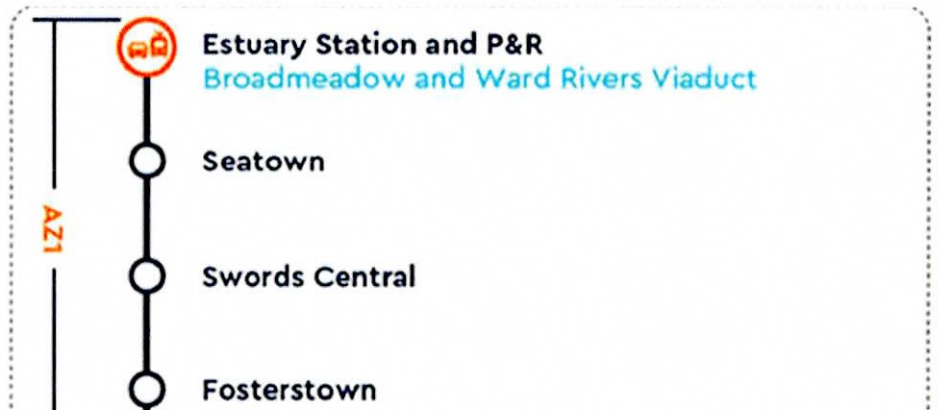 Estuary Station and P&R
Broadmeadow and Ward Rivers Viaduct
AZ1
Seatown
Swords Central
Fosterstown